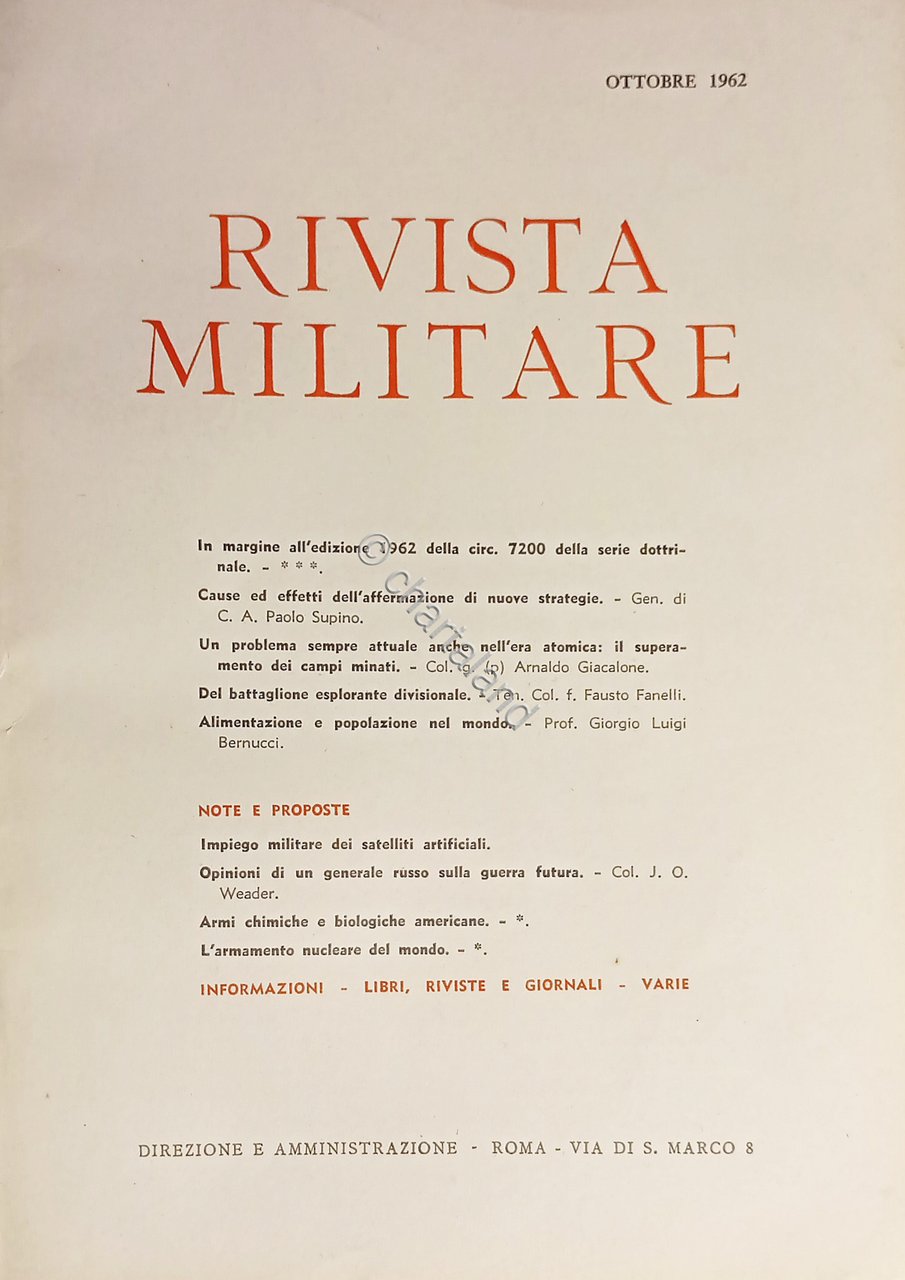 OTTOBRE 1962
RIVISTA
MILITARE
In margine all'edizione 1962 della circ. 7200 della serie dottri-
nale. - * * *.
Cause ed effetti dell'affermazione di nuove strategie. - Gen. di
C. A. Paolo Supino.
Un problema sempre attuale anche nell'era atomica: il supera-
mento dei campi minati. - Col. g. (p) Arnaldo Giacalone.
Del battaglione esplorante divisionale. - Ten. Col. f. Fausto Fanelli.
Alimentazione e popolazione nel mondo. - Prof. Giorgio Luigi
Bernucci.
NOTE E PROPOSTE
Impiego militare dei satelliti artificiali.
Opinioni di un generale russo sulla guerra futura. - Col. J. O.
Weader.
Armi chimiche e biologiche americane. - *.
L'armamento nucleare del mondo. - *.
INFORMAZIONI - LIBRI, RIVISTE E GIORNALI - VARIE
DIREZIONE E AMMINISTRAZIONE - ROMA - VIA DI S. MARCO 8
© chartaland